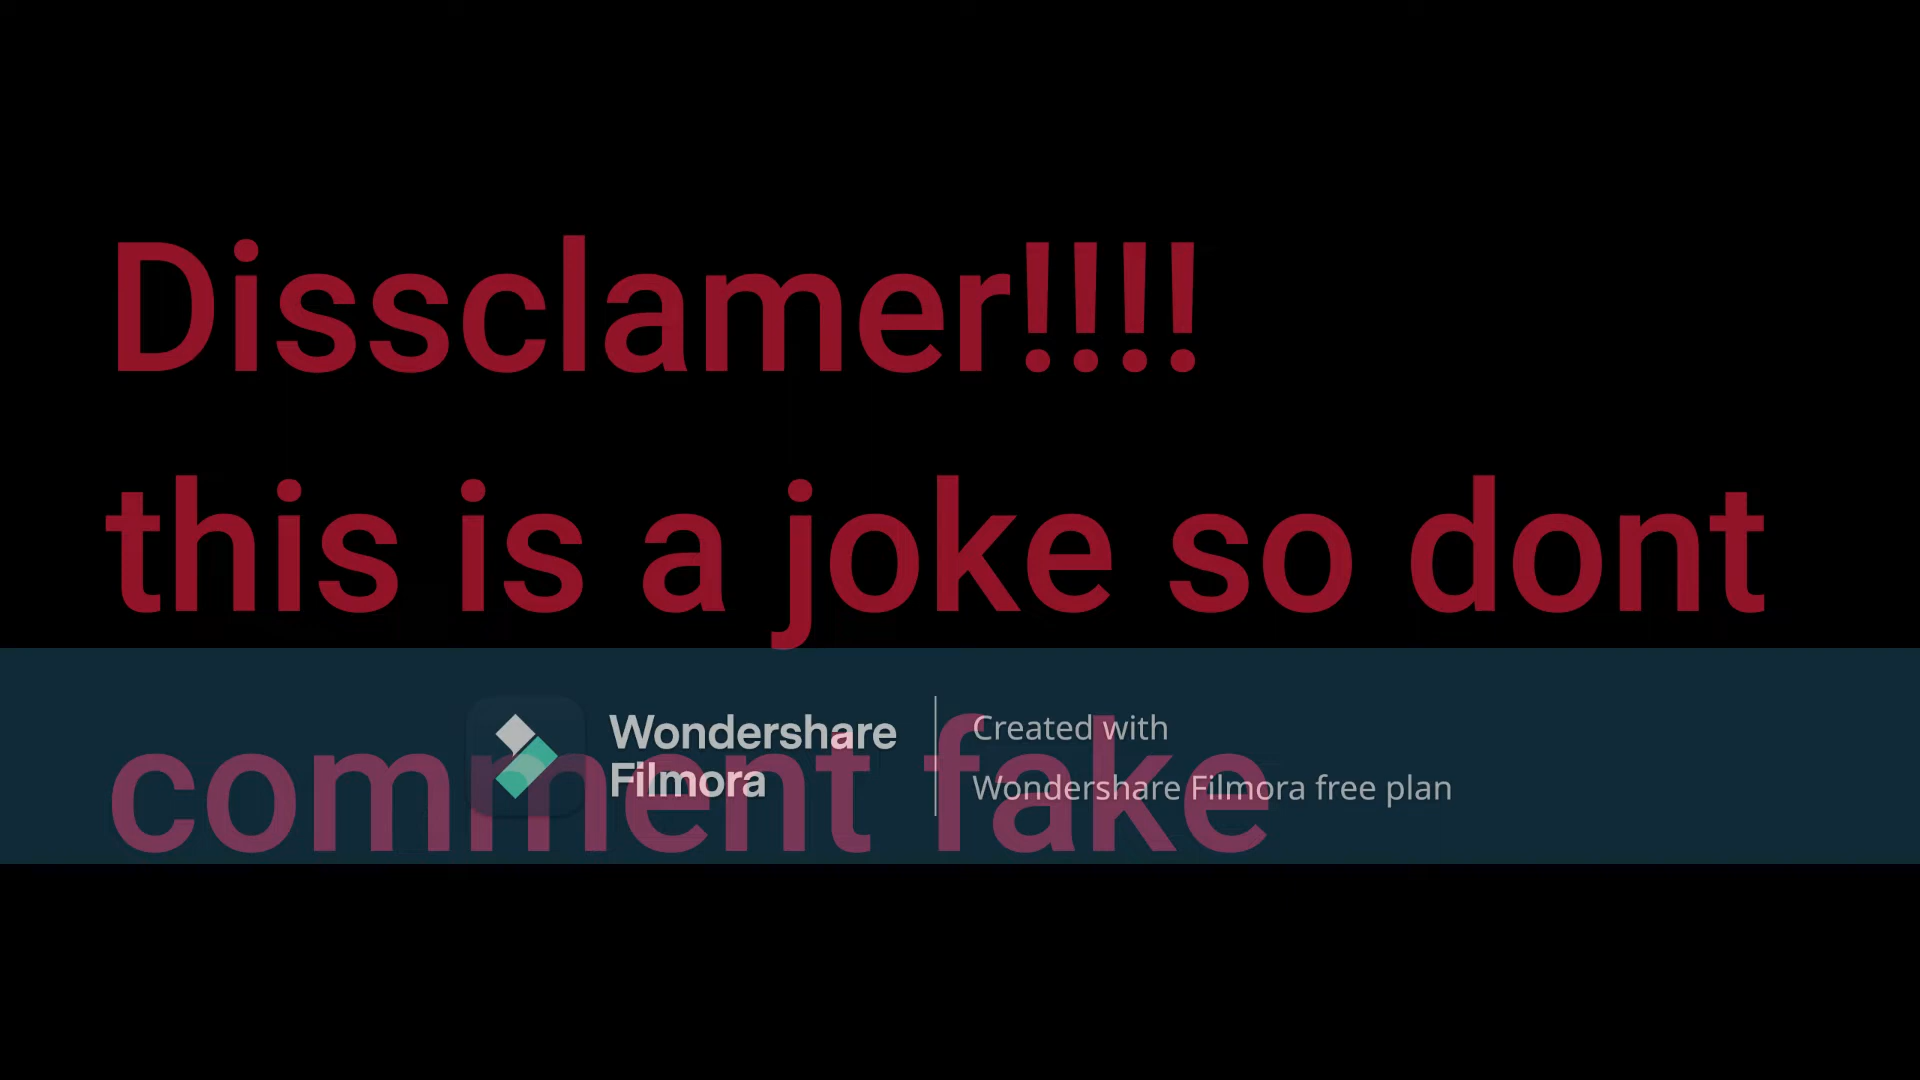 Dissclamer!!!!
this is a joke so dont
comment fake
Wondershare
Filmora
Created with
Wondershare Filmora free plan